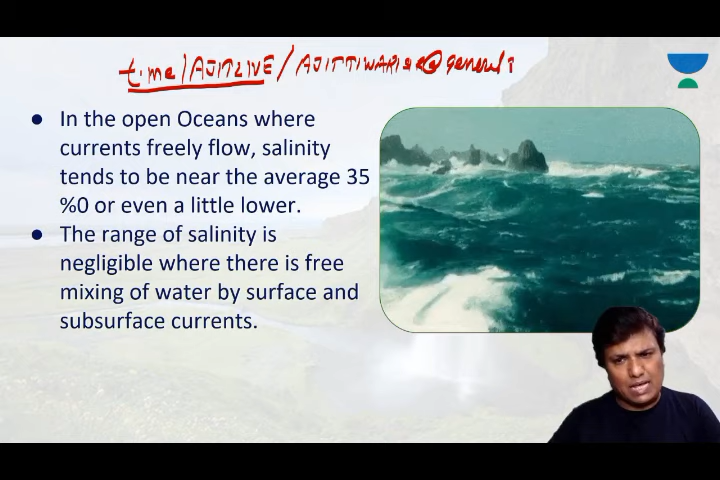 time/AJITLIVE/AJITTIWARI
● In the open Oceans where
currents freely flow, salinity
tends to be near the average 35
%0 or even a little lower.
● The range of salinity is
negligible where there is free
mixing of water by surface and
subsurface currents.